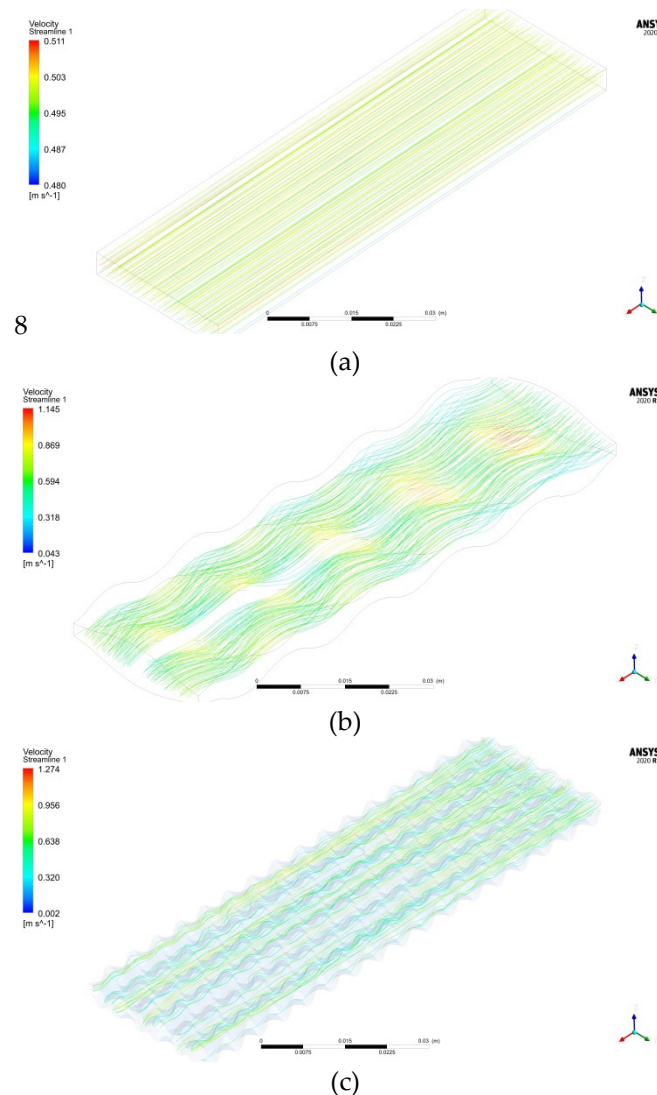 Velocity
Streamline 1
0.511
0.503
0.495
0.487
0.480
[m s^-1]
ANSYS
2020 R
0 0.015 0.03 (m)
0.0075 0.0225
8
(a)
Velocity
Streamline 1
1.145
0.869
0.594
0.318
0.043
[m s^-1]
ANSYS
2020 R
0 0.015 0.03 (m)
0.0075 0.0225
(b)
Velocity
Streamline 1
1.274
0.956
0.638
0.320
0.002
[m s^-1]
ANSYS
2020 R
0 0.015 0.03 (m)
0.0075 0.0225
(c)